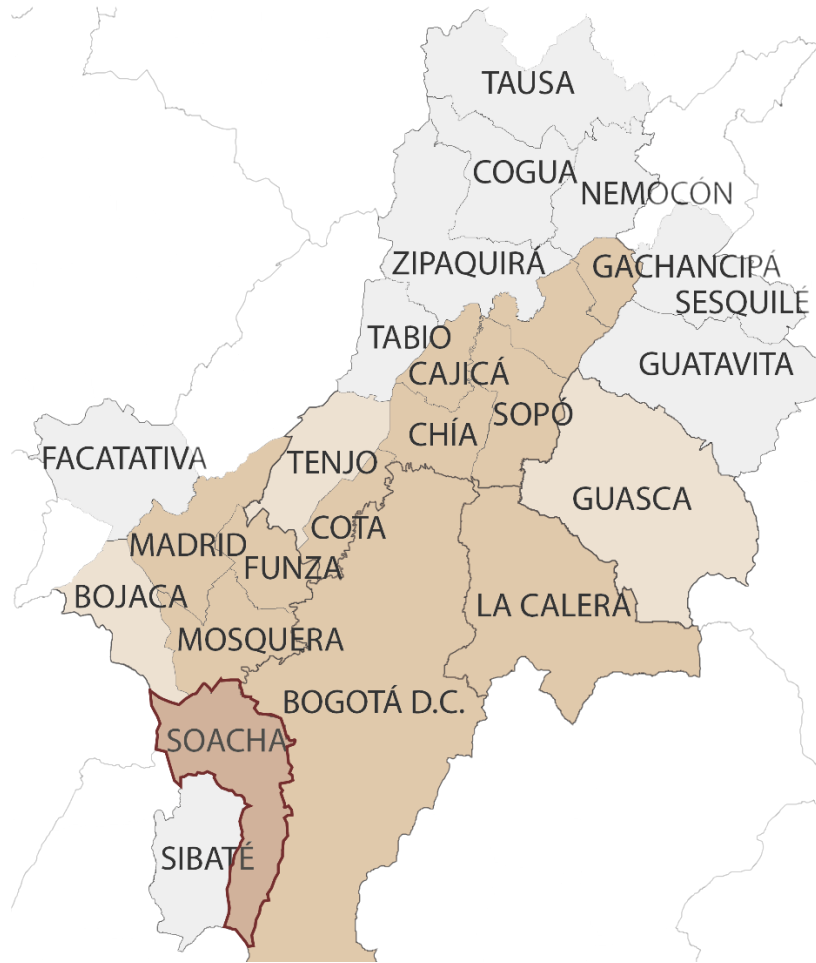 TAUSA
COGUA
NEMOCÓN
ZIPAQUIRÁ
GACHANCIPÁ
SESQUILÉ
TABIO
GUATAVITA
CAJICÁ
SOPÓ
CHÍA
FACATATIVA
TENJO
GUASCA
COTA
MADRID
FUNZA
BOJACA
LA CALERA
MOSQUERA
BOGOTÁ D.C.
SOACHA
SIBATÉ